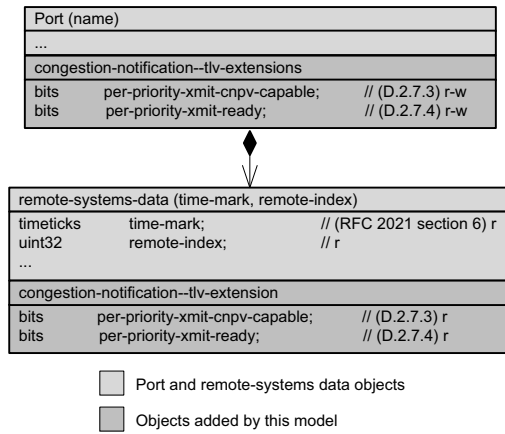 Port (name)
...
congestion-notification--tlv-extensions
bits per-priority-xmit-cnpv-capable; // (D.2.7.3) r-w
bits per-priority-xmit-ready; // (D.2.7.4) r-w
remote-systems-data (time-mark, remote-index)
timeticks time-mark; // (RFC 2021 section 6) r
uint32 remote-index; // r
...
congestion-notification--tlv-extension
bits per-priority-xmit-cnpv-capable; // (D.2.7.3) r
bits per-priority-xmit-ready; // (D.2.7.4) r
Port and remote-systems data objects
Objects added by this model